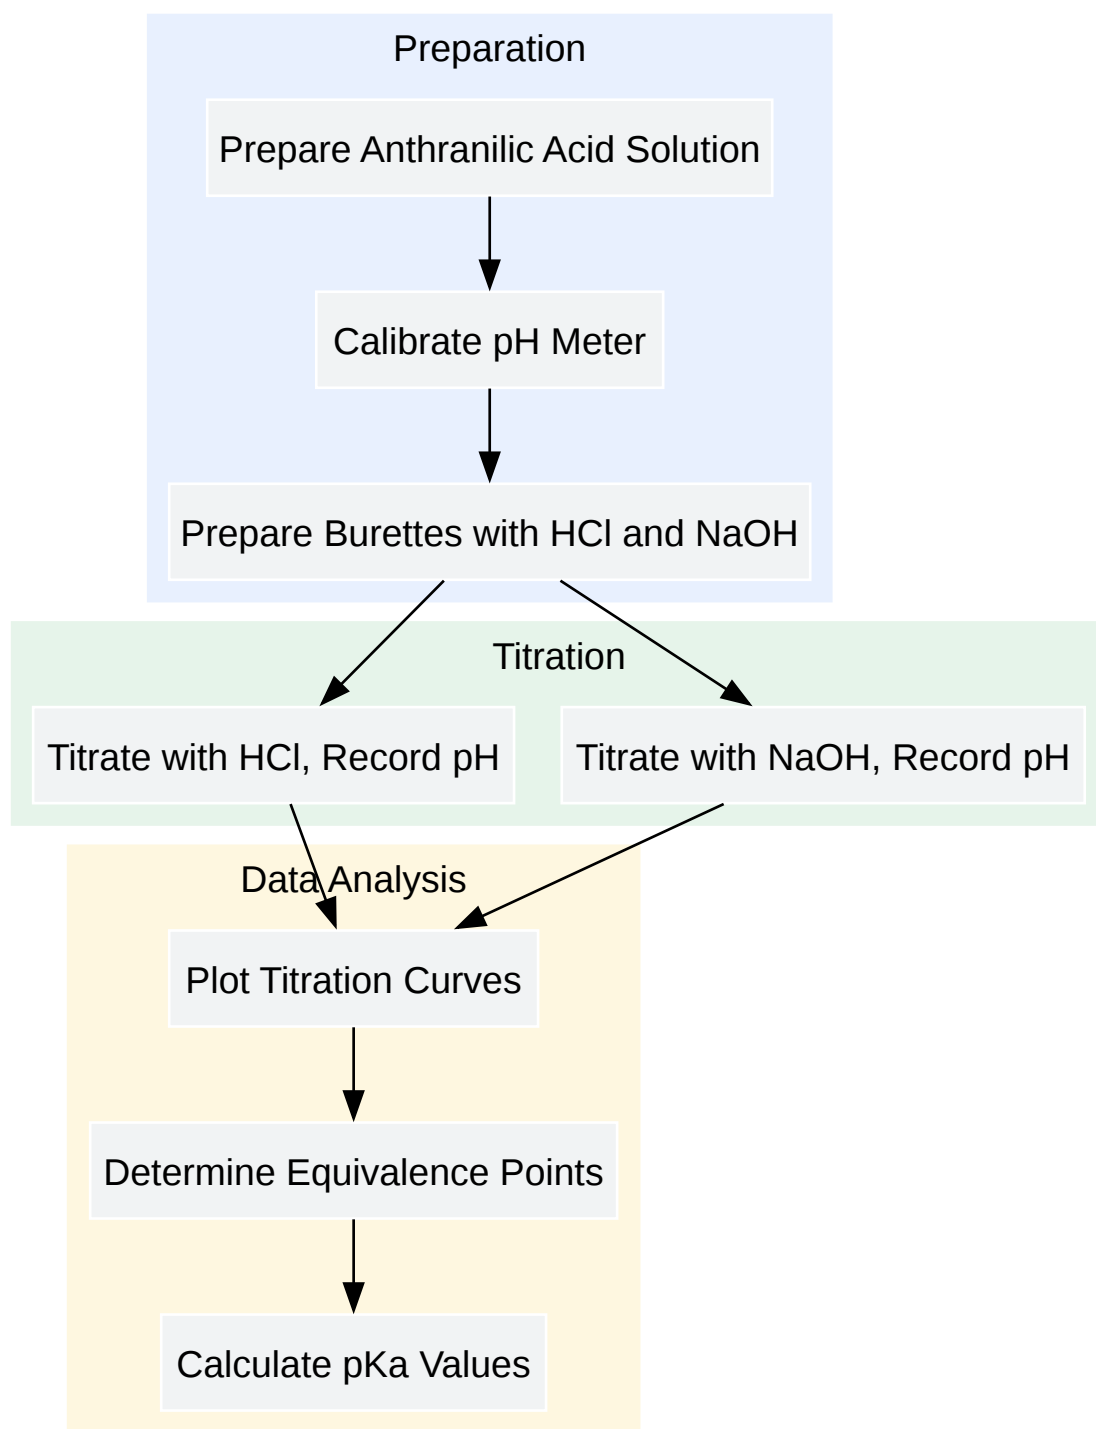 Preparation
Prepare Anthranilic Acid Solution
Calibrate pH Meter
Prepare Burettes with HCl and NaOH
Titration
Titrate with HCl, Record pH
Titrate with NaOH, Record pH
Data Analysis
Plot Titration Curves
Determine Equivalence Points
Calculate pKa Values